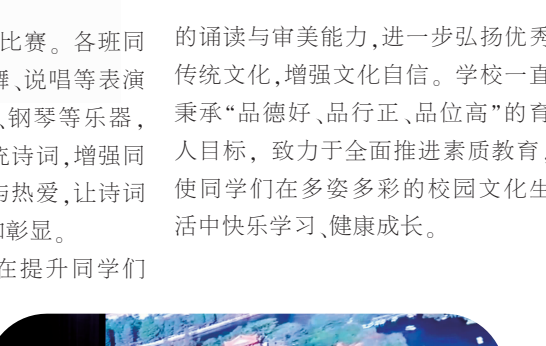 比赛。各班同
舞、说唱等表演
、钢琴等乐器，
统诗词，增强同
与热爱，让诗词
和彰显。
在提升同学们
的诵读与审美能力，进一步弘扬优秀
传统文化，增强文化自信。学校一直
秉承“品德好、品行正、品位高”的育
人目标，致力于全面推进素质教育，
使同学们在多姿多彩的校园文化生
活中快乐学习、健康成长。